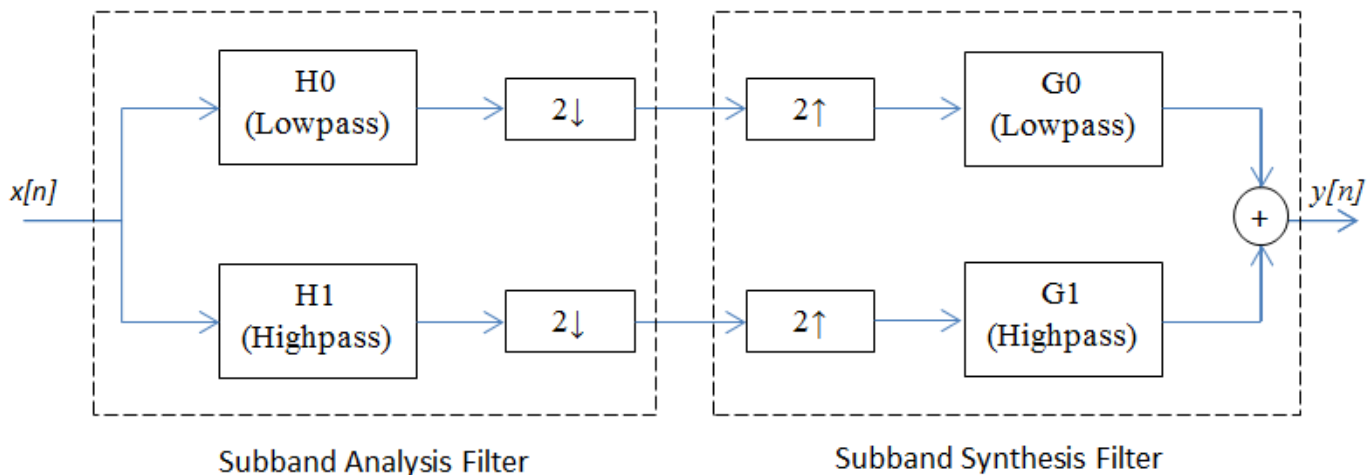 H0
(Lowpass)
2↓
2↑
G0
(Lowpass)
x[n]
+
y[n]
H1
(Highpass)
2↓
2↑
G1
(Highpass)
Subband Analysis Filter
Subband Synthesis Filter